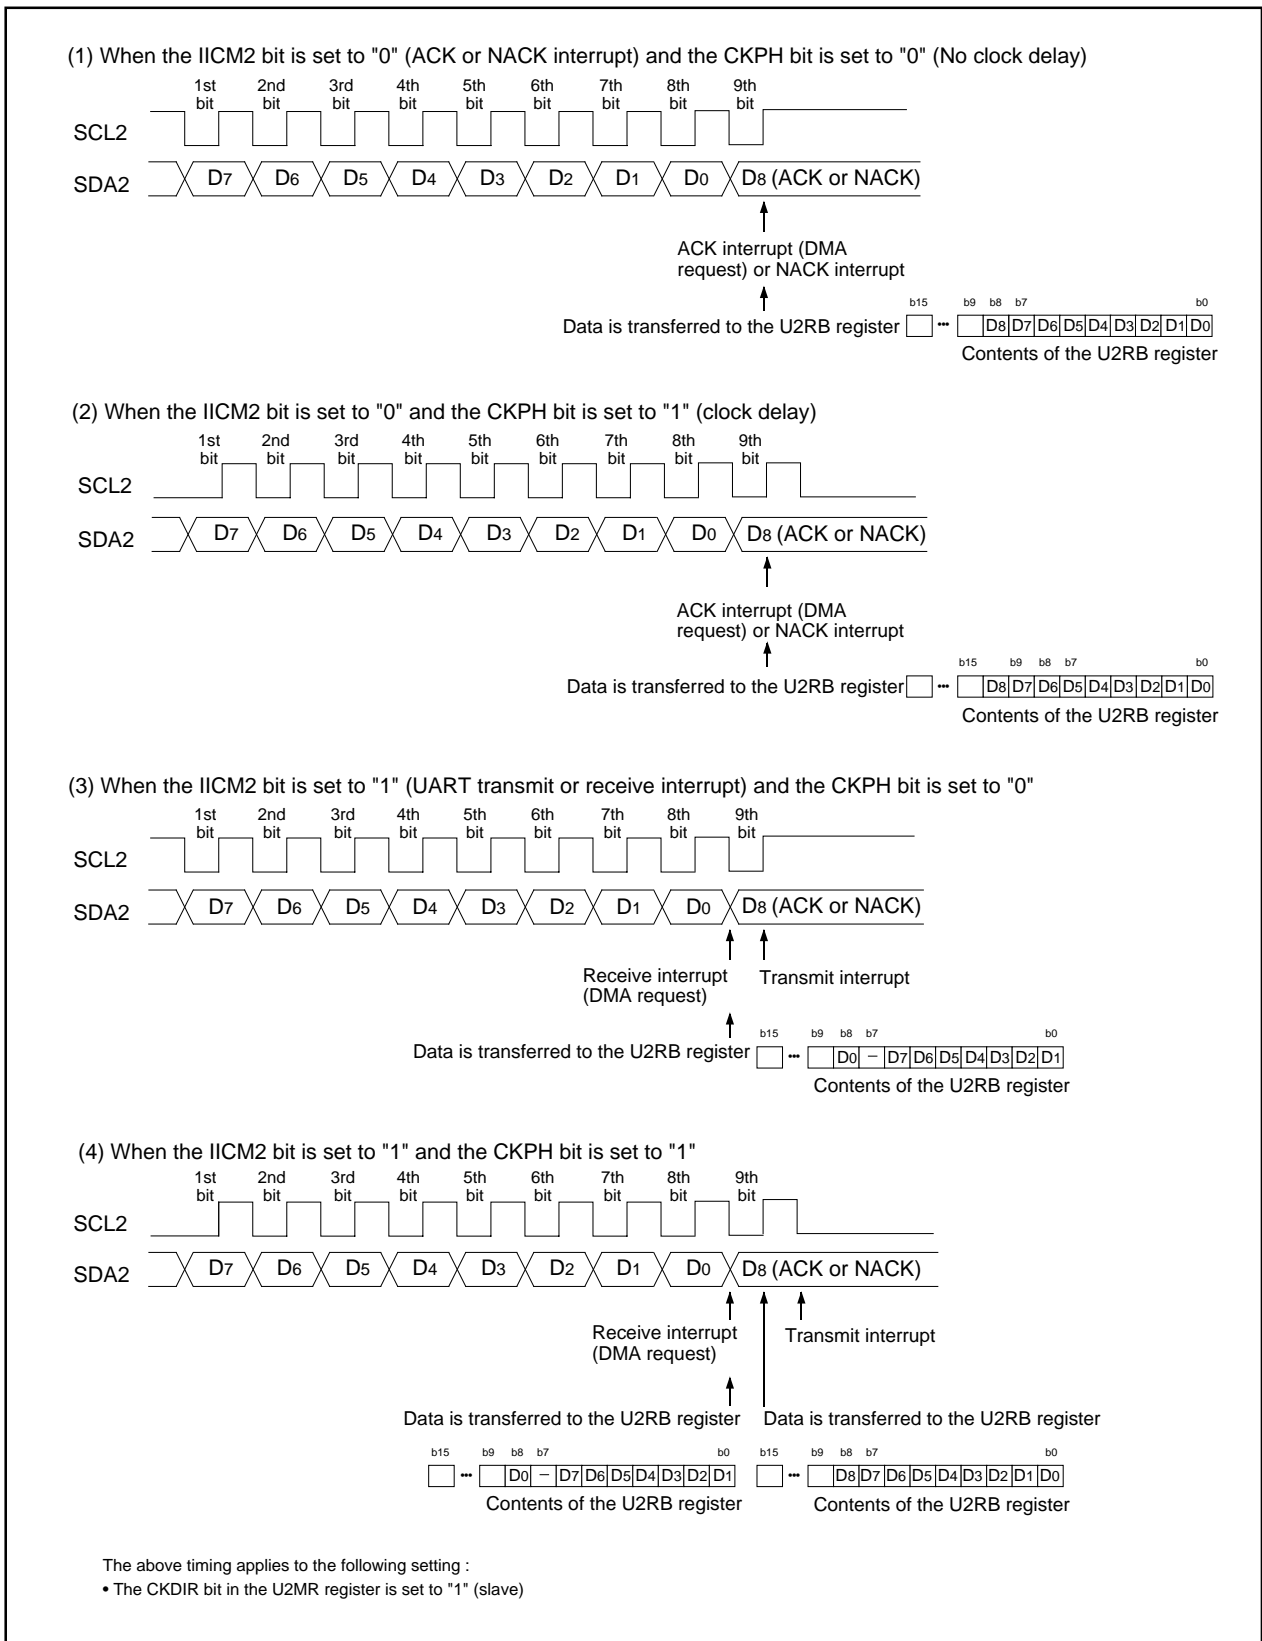 (1) When the IICM2 bit is set to "0" (ACK or NACK interrupt) and the CKPH bit is set to "0" (No clock delay)
1st bit 2nd bit 3rd bit 4th bit 5th bit 6th bit 7th bit 8th bit 9th bit
SCL2
SDA2 D7 D6 D5 D4 D3 D2 D1 D0 D8 (ACK or NACK)
ACK interrupt (DMA
request) or NACK interrupt
b15 b9 b8 b7 b0
Data is transferred to the U2RB register ••• D8 D7 D6 D5 D4 D3 D2 D1 D0
Contents of the U2RB register
(2) When the IICM2 bit is set to "0" and the CKPH bit is set to "1" (clock delay)
1st bit 2nd bit 3rd bit 4th bit 5th bit 6th bit 7th bit 8th bit 9th bit
SCL2
SDA2 D7 D6 D5 D4 D3 D2 D1 D0 D8 (ACK or NACK)
ACK interrupt (DMA
request) or NACK interrupt
b15 b9 b8 b7 b0
Data is transferred to the U2RB register ••• D8 D7 D6 D5 D4 D3 D2 D1 D0
Contents of the U2RB register
(3) When the IICM2 bit is set to "1" (UART transmit or receive interrupt) and the CKPH bit is set to "0"
1st bit 2nd bit 3rd bit 4th bit 5th bit 6th bit 7th bit 8th bit 9th bit
SCL2
SDA2 D7 D6 D5 D4 D3 D2 D1 D0 D8 (ACK or NACK)
Receive interrupt Transmit interrupt
(DMA request)
b15 b9 b8 b7 b0
Data is transferred to the U2RB register ••• D0 – D7 D6 D5 D4 D3 D2 D1
Contents of the U2RB register
(4) When the IICM2 bit is set to "1" and the CKPH bit is set to "1"
1st bit 2nd bit 3rd bit 4th bit 5th bit 6th bit 7th bit 8th bit 9th bit
SCL2
SDA2 D7 D6 D5 D4 D3 D2 D1 D0 D8 (ACK or NACK)
Receive interrupt Transmit interrupt
(DMA request)
Data is transferred to the U2RB register Data is transferred to the U2RB register
b15 b9 b8 b7 b0 b15 b9 b8 b7 b0
••• D0 – D7 D6 D5 D4 D3 D2 D1 ••• D8 D7 D6 D5 D4 D3 D2 D1 D0
Contents of the U2RB register Contents of the U2RB register
The above timing applies to the following setting :
• The CKDIR bit in the U2MR register is set to "1" (slave)